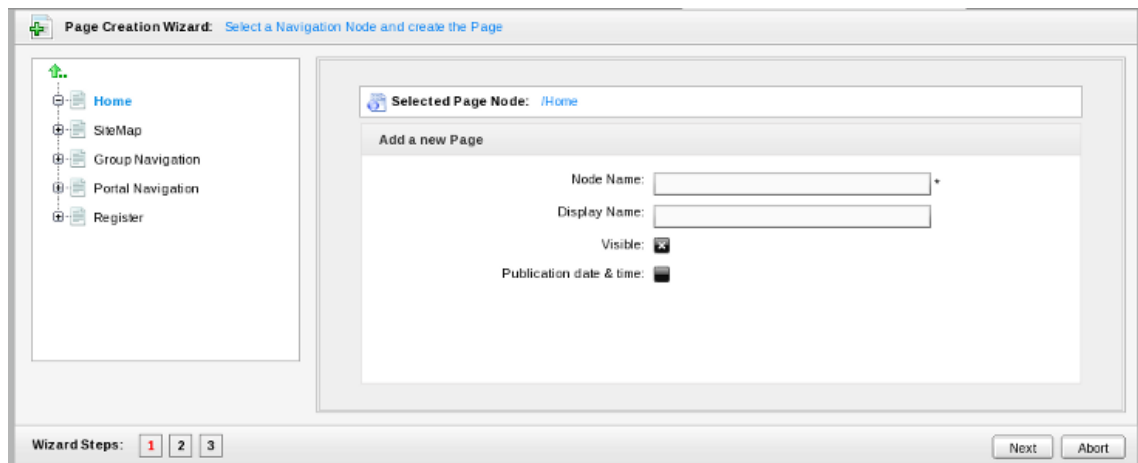 Page Creation Wizard: Select a Navigation Node and create the Page
Home
SiteMap
Group Navigation
Portal Navigation
Register
Selected Page Node: /Home
Add a new Page
Node Name: *
Display Name:
Visible:
Publication date & time:
Wizard Steps: 1 2 3
Next Abort